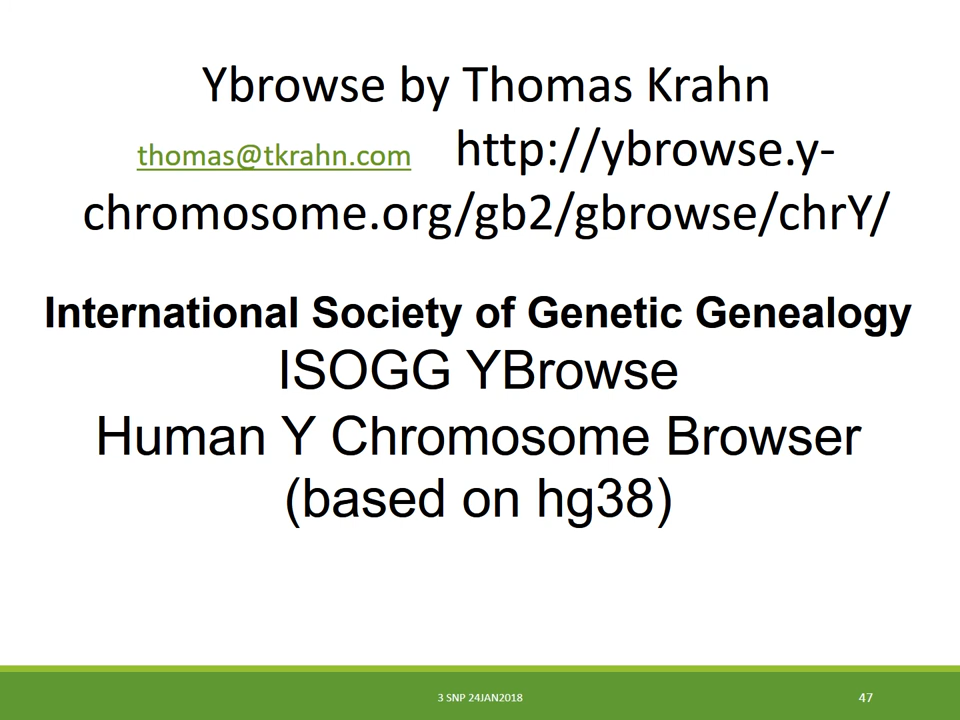 Ybrowse by Thomas Krahn
thomas@tkrahn.com http://ybrowse.y-
chromosome.org/gb2/gbrowse/chrY/
International Society of Genetic Genealogy
ISOGG YBrowse
Human Y Chromosome Browser
(based on hg38)
3 SNP 24JAN2018 47